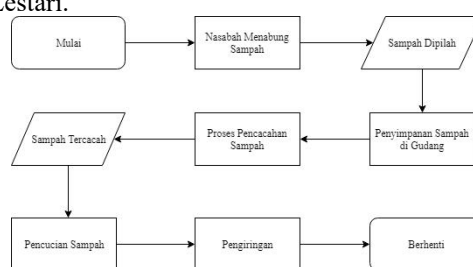 Lestari.
Mulai
Nasabah Menabung
Sampah
Sampah Dipilah
Penyimpanan Sampah
di Gudang
Proses Pencacahan
Sampah
Sampah Tercacah
Pencucian Sampah
Pengiringan
Berhenti